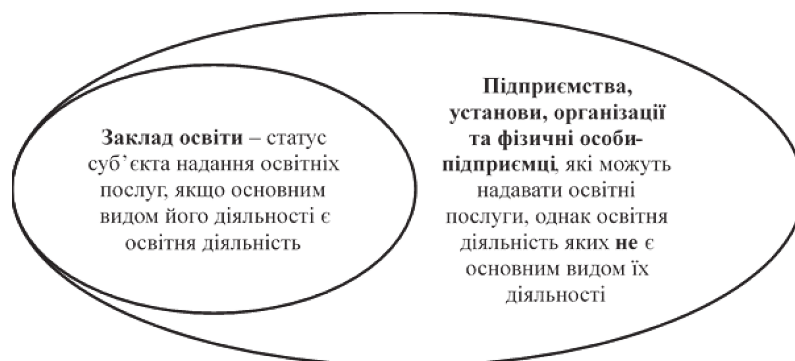 Заклад освіти – статус
суб’єкта надання освітніх
послуг, якщо основним
видом його діяльності є
освітня діяльність
Підприємства,
установи, організації
та фізичні особи-
підприємці, які можуть
надавати освітні
послуги, однак освітня
діяльність яких не є
основним видом їх
діяльності